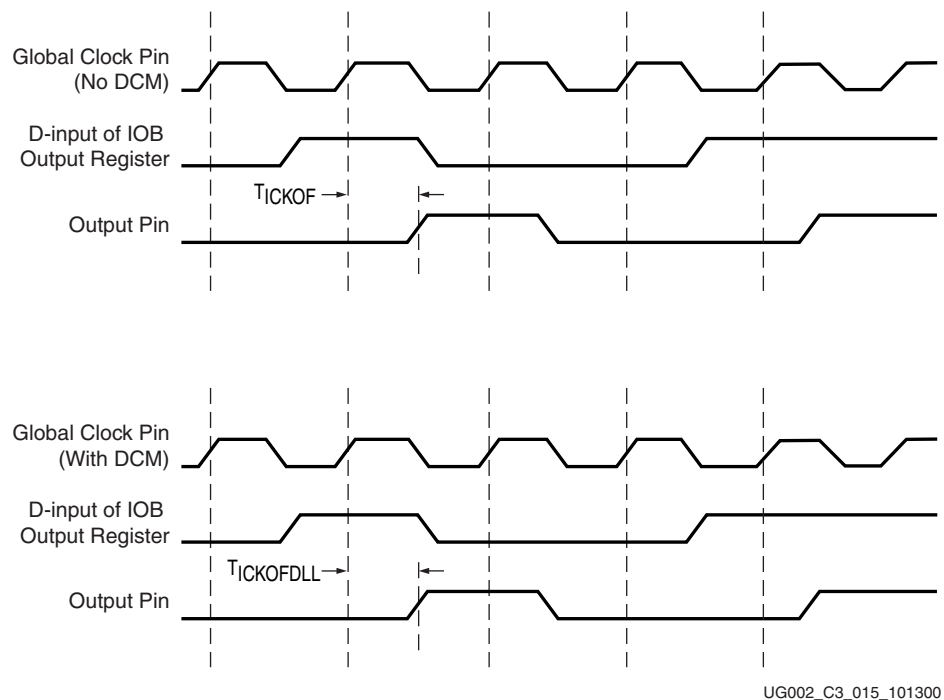 Global Clock Pin
(No DCM)
D-input of IOB
Output Register
TICKOF
Output Pin
Global Clock Pin
(With DCM)
D-input of IOB
Output Register
TICKOFDLL
Output Pin
UG002_C3_015_101300